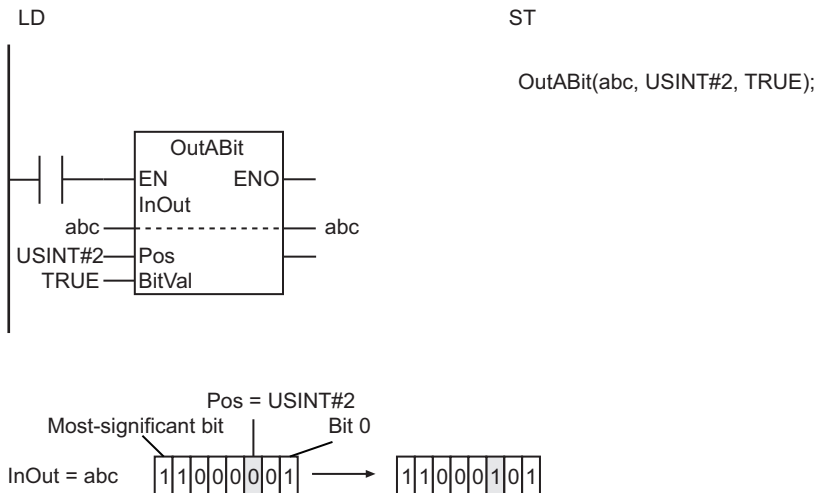 LD
ST
OutABit(abc, USINT#2, TRUE);
OutABit
EN ENO
InOut
abc abc
USINT#2 Pos
TRUE BitVal
Pos = USINT#2
Most-significant bit Bit 0
InOut = abc 1 1 0 0 0 0 0 1 1 1 0 0 0 1 0 1